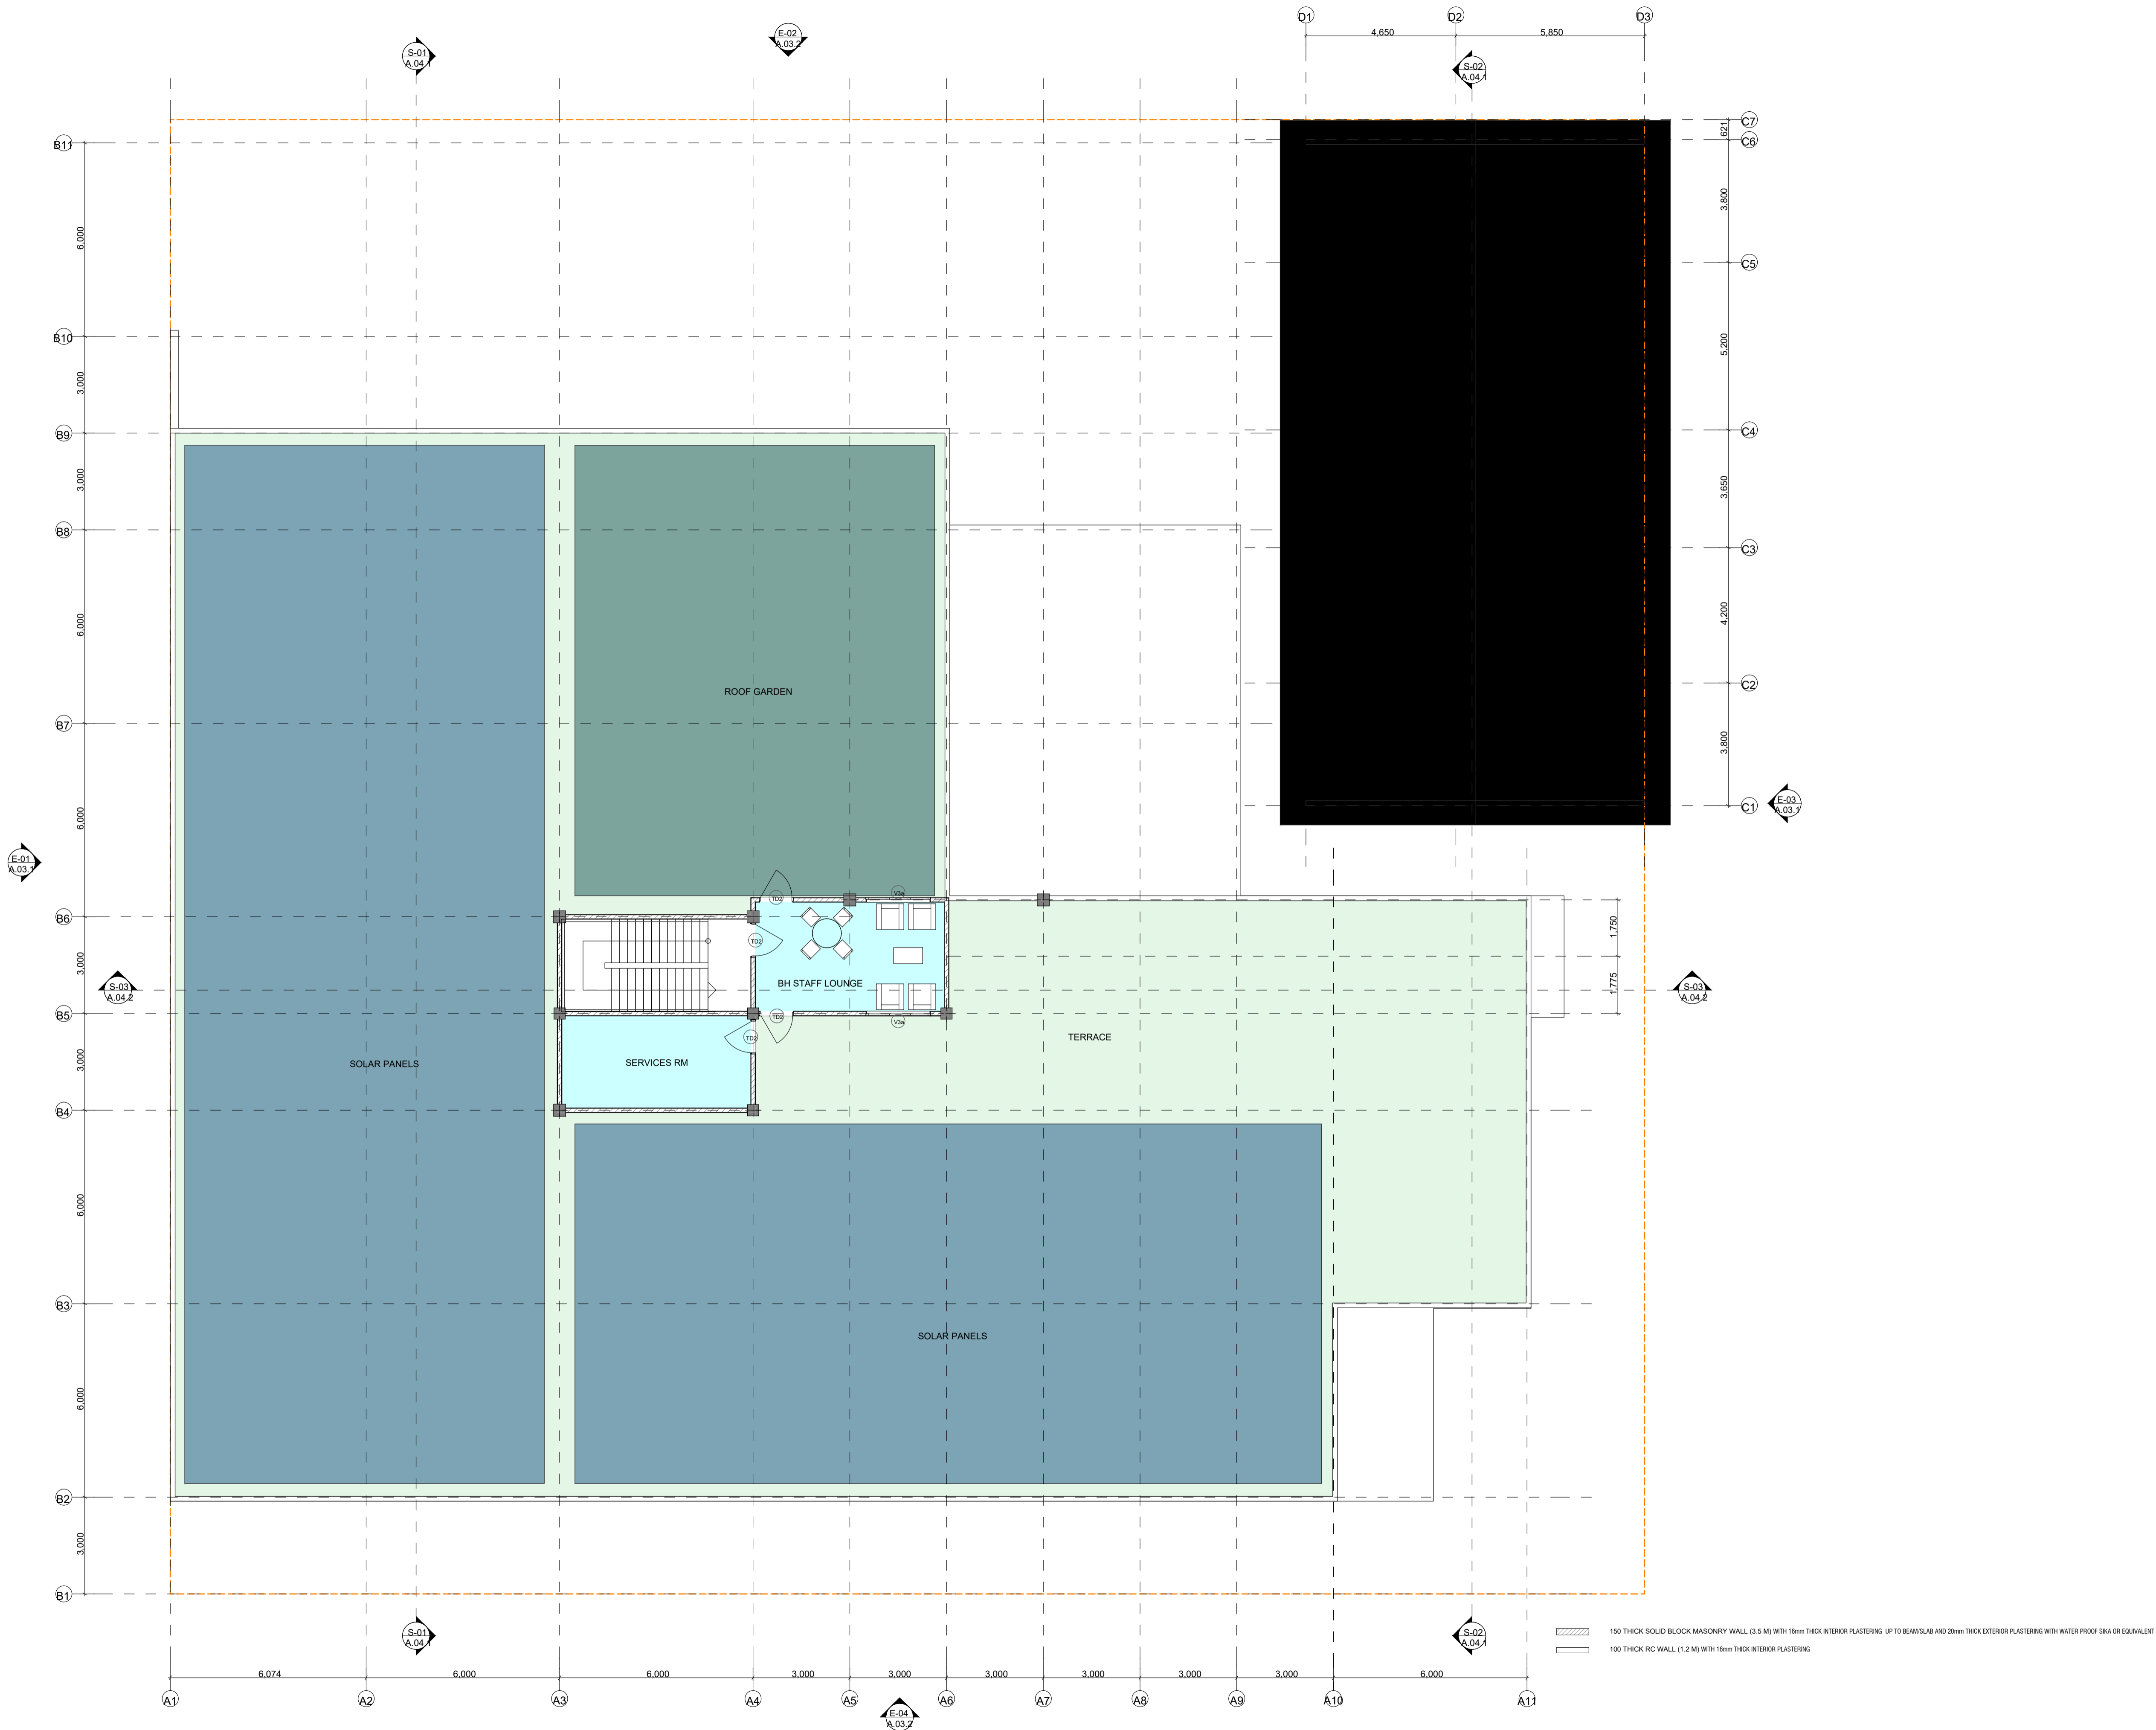 D1
D2
D3
4,650
5,850
E-02
A.03.2
S-01
A.04.1
S-02
A.04.1
C7
621
C6
B11
3,800
6,000
C5
B10
5,200
3,000
B9
C4
3,000
3,650
B8
C3
6,000
4,200
ROOF GARDEN
C2
B7
3,800
6,000
E-03
A.03.1
C1
E-01
A.03.1
TD2
V3a
B6
1,750
TD2
3,000
BH STAFF LOUNGE
1,775
S-03
A.04.2
S-03
A.04.2
B5
TD2
V3a
TD2
TERRACE
3,000
SOLAR PANELS
SERVICES RM
B4
6,000
B3
SOLAR PANELS
6,000
B2
3,000
B1
S-01
A.04.1
S-02
A.04.1
150 THICK SOLID BLOCK MASONRY WALL (3.5 M) WITH 16mm THICK INTERIOR PLASTERING UP TO BEAM/SLAB AND 20mm THICK EXTERIOR PLASTERING WITH WATER PROOF SIKA OR EQUIVALENT
100 THICK RC WALL (1.2 M) WITH 16mm THICK INTERIOR PLASTERING
6,074
6,000
6,000
3,000
3,000
3,000
3,000
3,000
3,000
6,000
A1
A2
A3
A4
A5
A6
A7
A8
A9
A10
A11
E-04
A.03.2